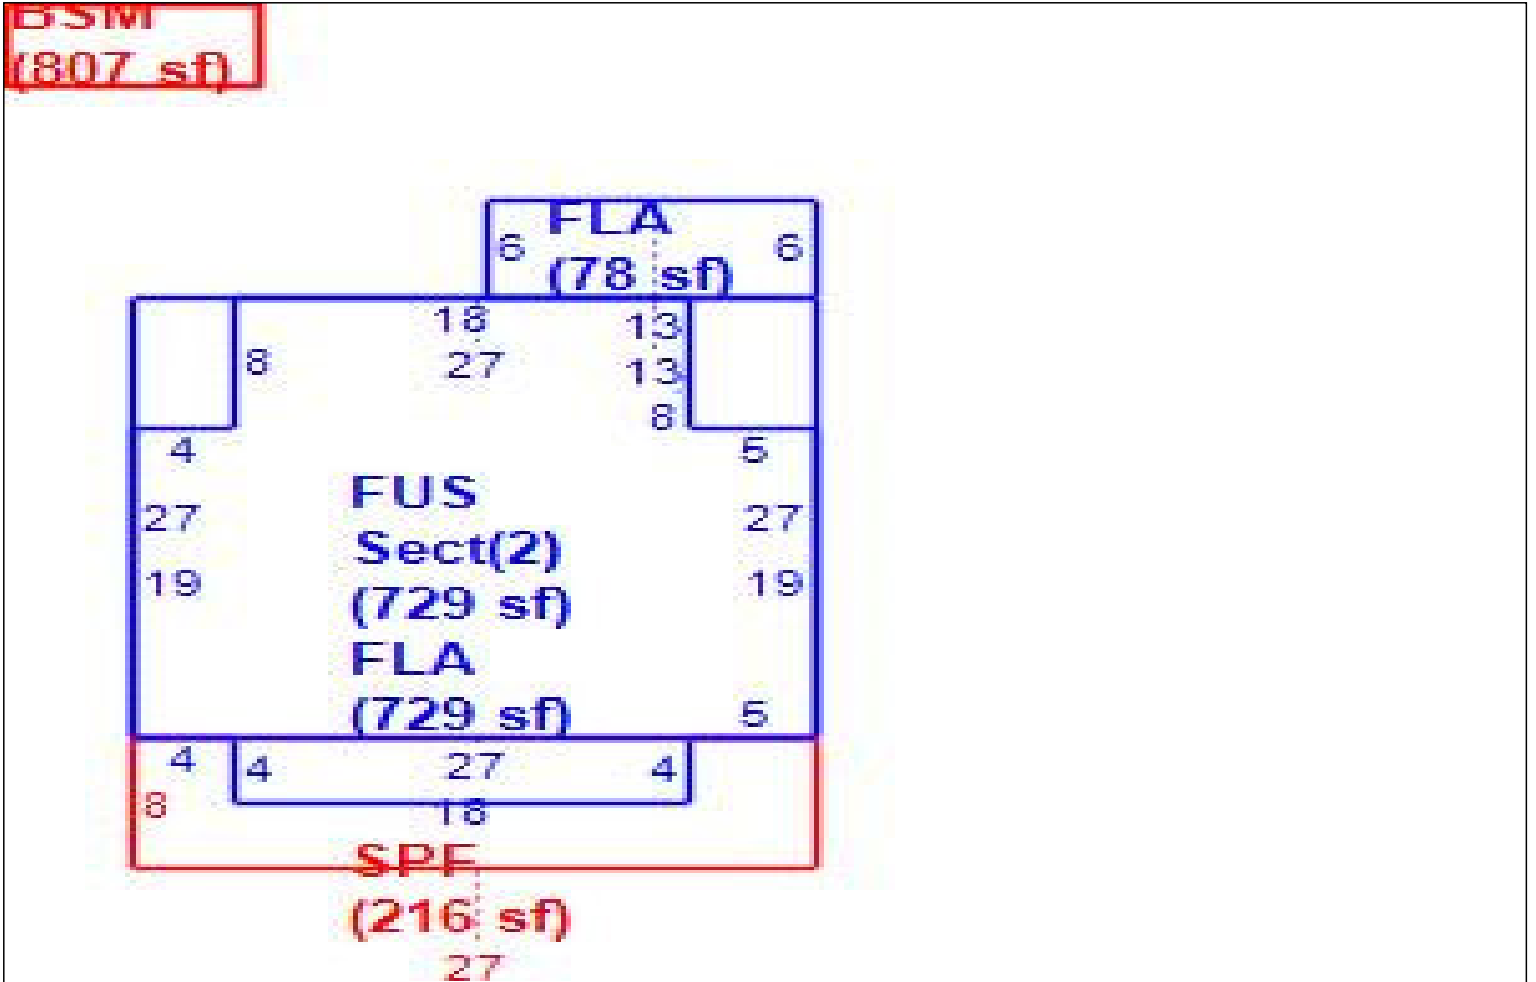 BSM
(807 sf)
FLA
6 6
(78 sf)
18 13
8 27 13
8
4 5
FUS
27 27
Sect(2)
19 19
(729 sf)
FLA
(729 sf) 5
4 4 27 4
8 18
SPF
(216 sf)
27